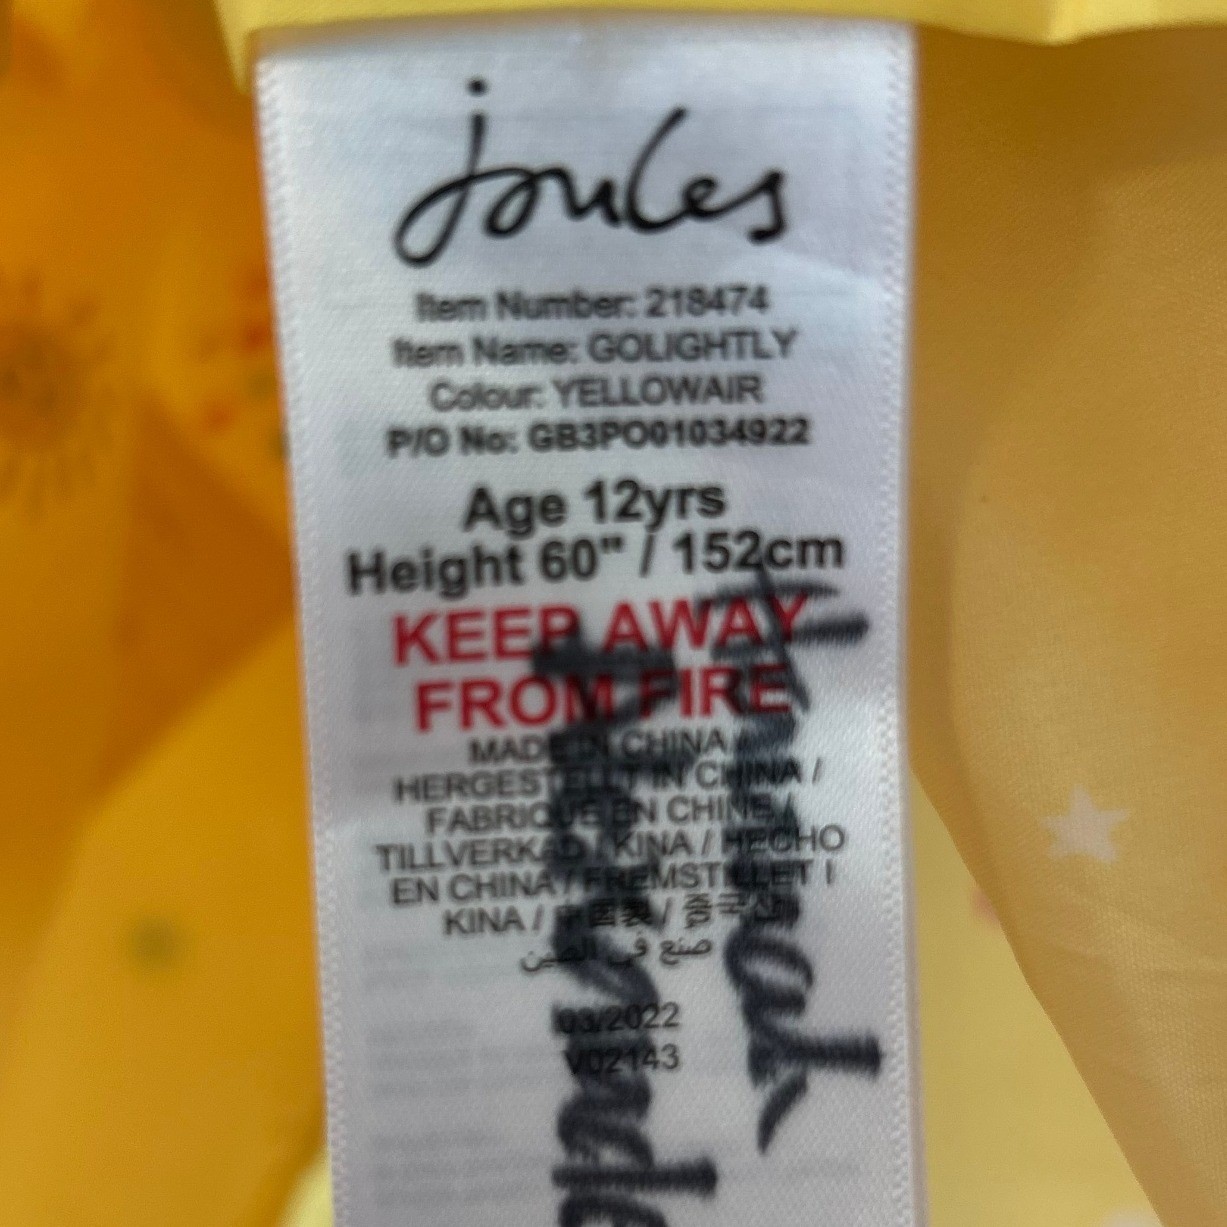 joules
Item Number: 218474
Item Name: GOLIGHTLY
Colour: YELLOWAIR
P/O No: GB3PO01034922
Age 12yrs
Height 60" / 152cm
KEEP AWAY
FROM FIRE
MADE IN CHINA /
HERGESTELLT IN CHINA /
FABRIQUE EN CHINE /
TILLVERKAD I KINA / HECHO
EN CHINA / FREMSTILLET I
KINA / 中国製 / 중국산
صنع في الصين
03/2022
V02143
Hannah